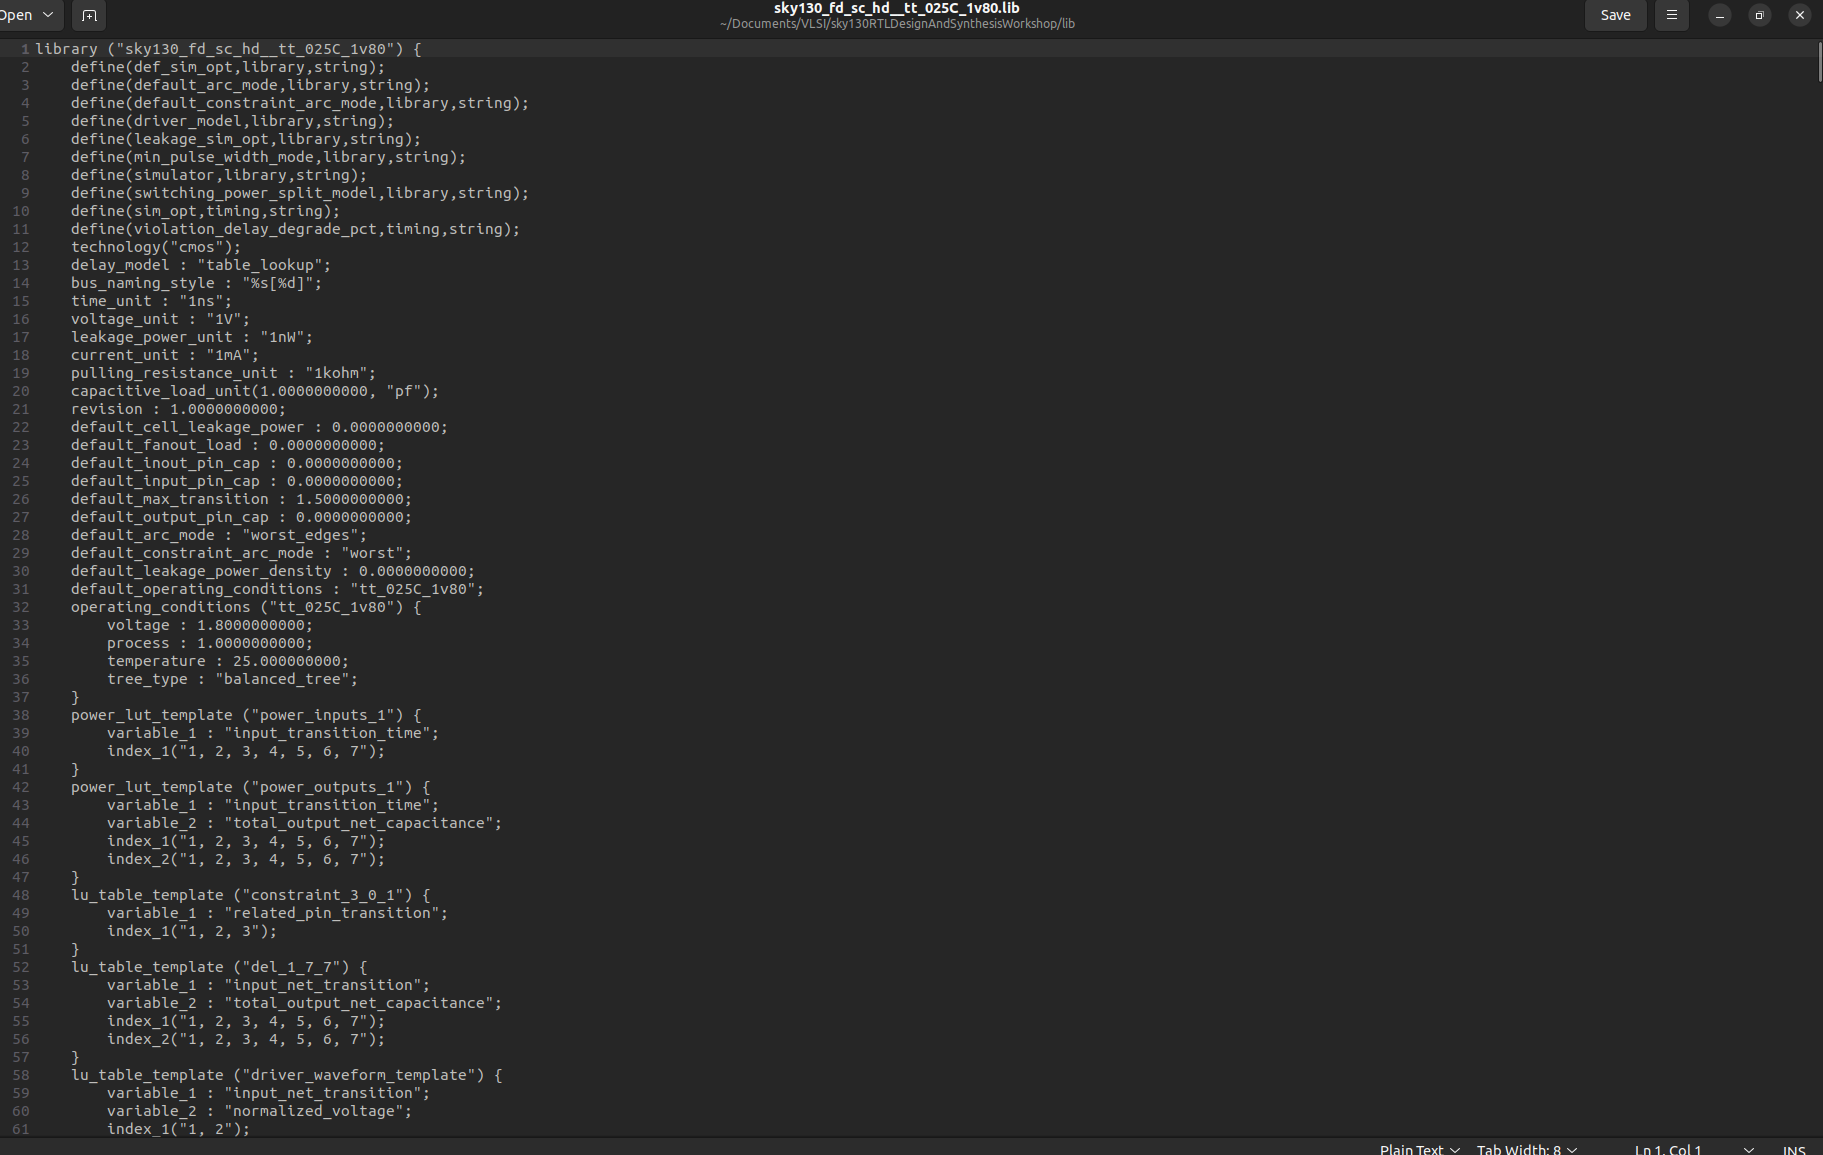 Open
sky130_fd_sc_hd__tt_025C_1v80.lib
~/Documents/VLSI/sky130RTLDesignAndSynthesisWorkshop/lib
Save
1 library ("sky130_fd_sc_hd__tt_025C_1v80") {
2 define(def_sim_opt,library,string);
3 define(default_arc_mode,library,string);
4 define(default_constraint_arc_mode,library,string);
5 define(driver_model,library,string);
6 define(leakage_sim_opt,library,string);
7 define(min_pulse_width_mode,library,string);
8 define(simulator,library,string);
9 define(switching_power_split_model,library,string);
10 define(sim_opt,timing,string);
11 define(violation_delay_degrade_pct,timing,string);
12 technology("cmos");
13 delay_model : "table_lookup";
14 bus_naming_style : "%s[%d]";
15 time_unit : "1ns";
16 voltage_unit : "1V";
17 leakage_power_unit : "1nW";
18 current_unit : "1mA";
19 pulling_resistance_unit : "1kohm";
20 capacitive_load_unit(1.0000000000, "pf");
21 revision : 1.0000000000;
22 default_cell_leakage_power : 0.0000000000;
23 default_fanout_load : 0.0000000000;
24 default_inout_pin_cap : 0.0000000000;
25 default_input_pin_cap : 0.0000000000;
26 default_max_transition : 1.5000000000;
27 default_output_pin_cap : 0.0000000000;
28 default_arc_mode : "worst_edges";
29 default_constraint_arc_mode : "worst";
30 default_leakage_power_density : 0.0000000000;
31 default_operating_conditions : "tt_025C_1v80";
32 operating_conditions ("tt_025C_1v80") {
33 voltage : 1.8000000000;
34 process : 1.0000000000;
35 temperature : 25.000000000;
36 tree_type : "balanced_tree";
37 }
38 power_lut_template ("power_inputs_1") {
39 variable_1 : "input_transition_time";
40 index_1("1, 2, 3, 4, 5, 6, 7");
41 }
42 power_lut_template ("power_outputs_1") {
43 variable_1 : "input_transition_time";
44 variable_2 : "total_output_net_capacitance";
45 index_1("1, 2, 3, 4, 5, 6, 7");
46 index_2("1, 2, 3, 4, 5, 6, 7");
47 }
48 lu_table_template ("constraint_3_0_1") {
49 variable_1 : "related_pin_transition";
50 index_1("1, 2, 3");
51 }
52 lu_table_template ("del_1_7_7") {
53 variable_1 : "input_net_transition";
54 variable_2 : "total_output_net_capacitance";
55 index_1("1, 2, 3, 4, 5, 6, 7");
56 index_2("1, 2, 3, 4, 5, 6, 7");
57 }
58 lu_table_template ("driver_waveform_template") {
59 variable_1 : "input_net_transition";
60 variable_2 : "normalized_voltage";
61 index_1("1, 2");
Plain Text Tab Width: 8 Ln 1, Col 1 INS